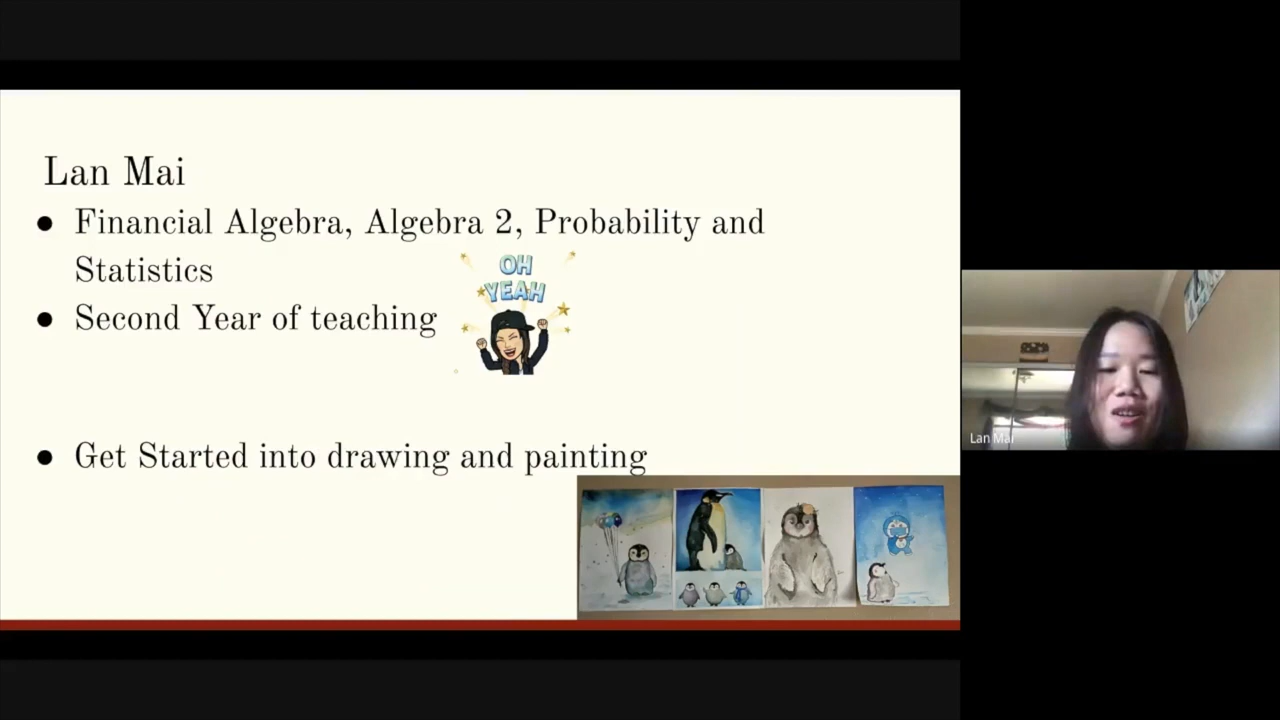 Lan Mai
● Financial Algebra, Algebra 2, Probability and
Statistics
● Second Year of teaching
OH
YEAH
● Get Started into drawing and painting
Lan Mai